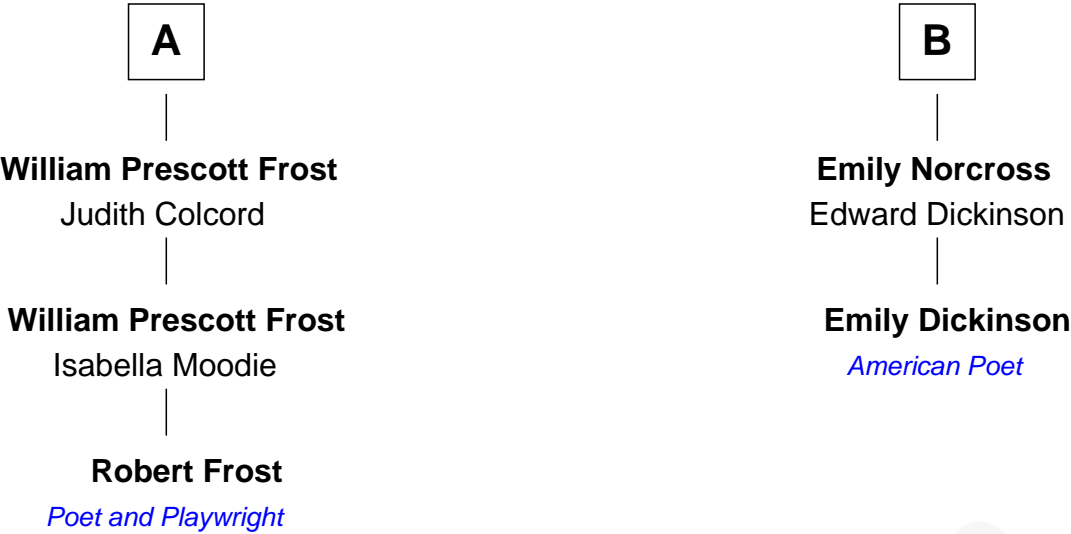 A
William Prescott Frost
Judith Colcord
William Prescott Frost
Isabella Moodie
Robert Frost
Poet and Playwright
B
Emily Norcross
Edward Dickinson
Emily Dickinson
American Poet